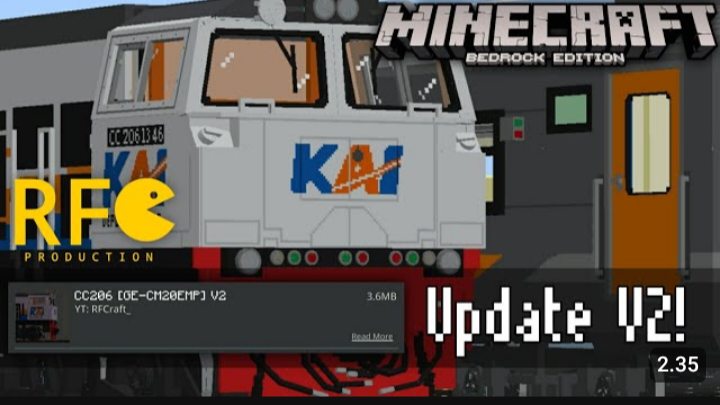 MINECRAFT
BEDROCK EDITION
CC 206 13 46
KAI
KAI
RFC
PRODUCTION
CC206 [GE-CM20EMP] V2
3.6MB
YT: RFCraft_
Read More
Update V2!
2.35